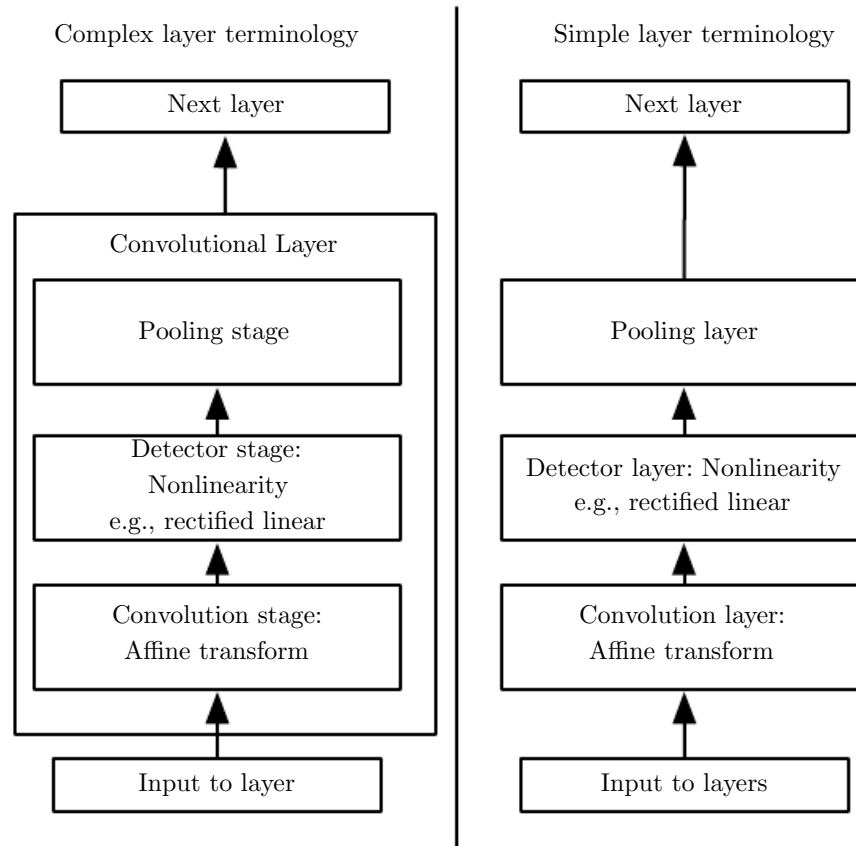 Complex layer terminology
Next layer
Convolutional Layer
Pooling stage
Detector stage:
Nonlinearity
e.g., rectified linear
Convolution stage:
Affine transform
Input to layer
Simple layer terminology
Next layer
Pooling layer
Detector layer: Nonlinearity
e.g., rectified linear
Convolution layer:
Affine transform
Input to layers